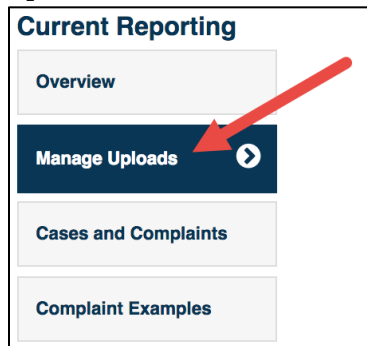 Current Reporting
Overview
Manage Uploads
Cases and Complaints
Complaint Examples